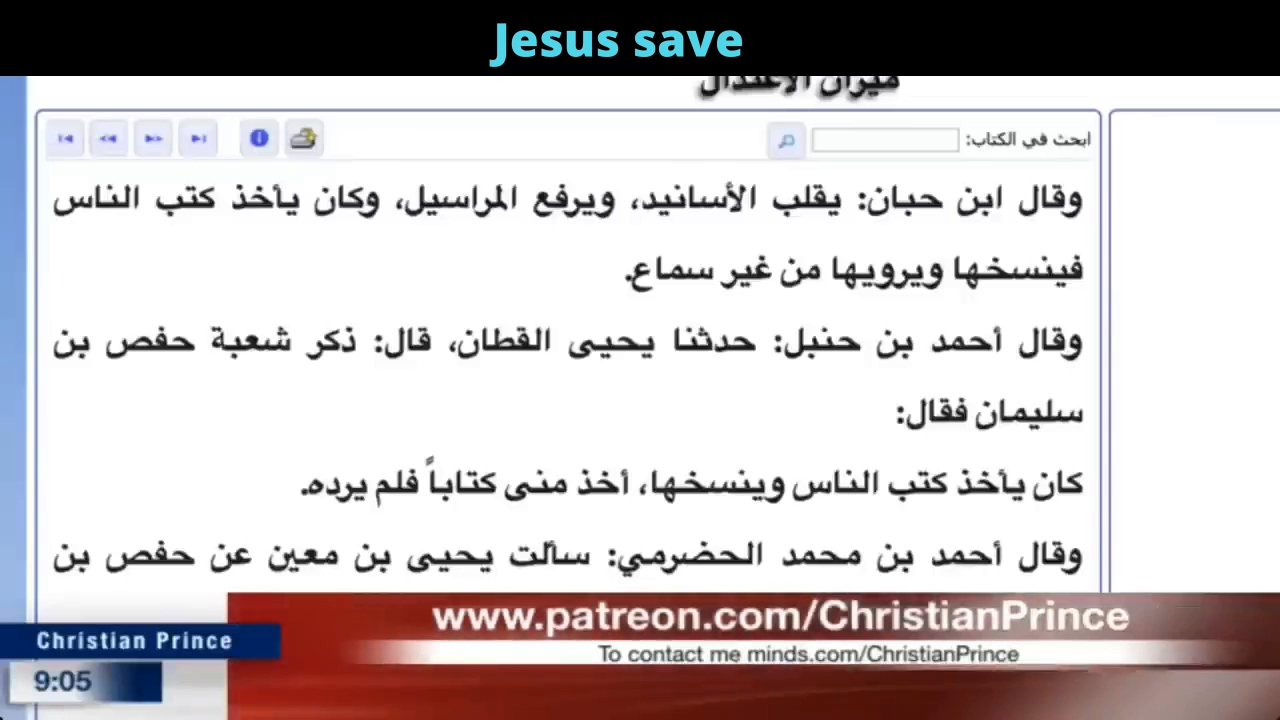 Jesus save
ميزان الاعتدال
ابحث في الكتاب:
وقال ابن حبان: يقلب الأسانيد، ويرفع المراسيل، وكان يأخذ كتب الناس
فينسخها ويرويها من غير سماع.
وقال أحمد بن حنبل: حدثنا يحيى القطان، قال: ذكر شعبة حفص بن
سليمان فقال:
كان يأخذ كتب الناس وينسخها، أخذ منى كتاباً فلم يرده.
وقال أحمد بن محمد الحضرمي: سألت يحيى بن معين عن حفص بن
www.patreon.com/ChristianPrince
Christian Prince
To contact me minds.com/ChristianPrince
9:05